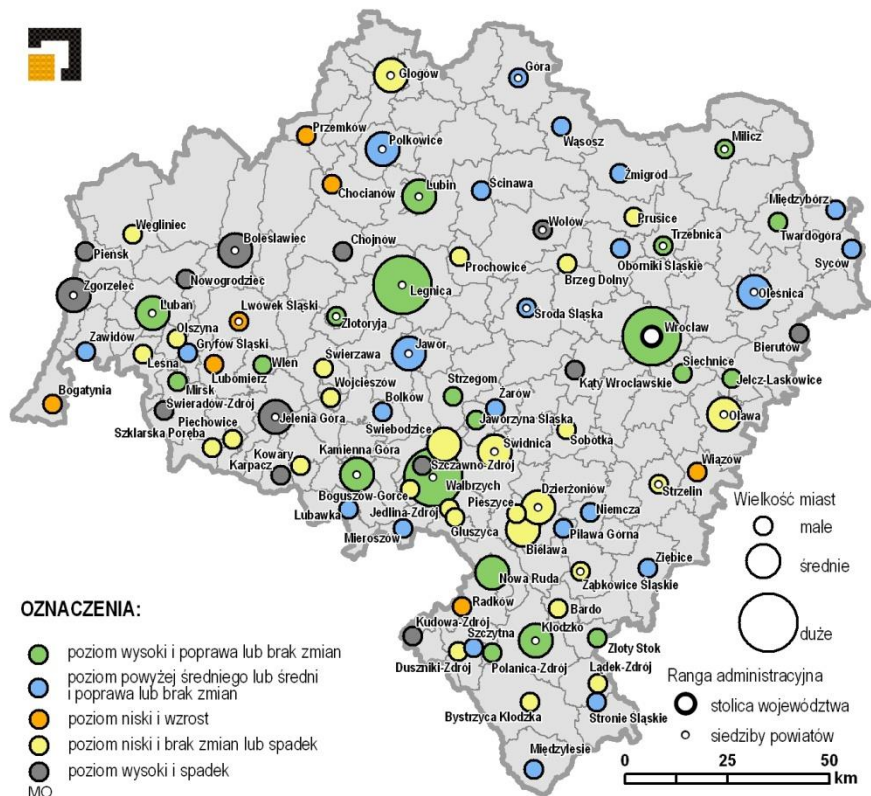 Głogów
Góra
Przemków
Polkowice
Wąsosz
Milicz
Chocianów
Lubin
Ścinawa
Żmigród
Międzybórz
Węgliniec
Bolesławiec
Chojnów
Wołów
Prusice
Twardogóra
Piensk
Prochowice
Trzebnica
Oborniki Śląskie
Syców
Nowogrodziec
Brzeg Dolny
Zgorzelec
Legnica
Oleśnica
Lubań
Lwówek Śląski
Złotoryja
Środa Śląska
Olszyna
Wrocław
Bierutów
Zawidów
Gryfów Śląski
Jawor
Leśna
Lubomierz
Wleń
Świerzawa
Siechnice
Kąty Wrocławskie
Jelcz-Laskowice
Mirsk
Wojcieszów
Strzegom
Żarów
Bogatynia
Świeradów-Zdrój
Bolków
Jaworzyna Śląska
Oława
Piechowice
Jelenia Góra
Świebodzice
Sobótka
Szklarska Poręba
Kowary
Kamienna Góra
Świdnica
Karpacz
Szczawno-Zdrój
Wiązów
Wałbrzych
Strzelin
Boguszów-Gorce
Dzierżoniów
Lubawka
Jedlina-Zdrój
Pieszyce
Niemcza
Mieroszów
Głuszyca
Piława Górna
Bielawa
Ziębice
Nowa Ruda
Ząbkowice Śląskie
Radków
Bardo
Kudowa-Zdrój
Kłodzko
Szczytna
Złoty Stok
Duszniki-Zdrój
Polanica-Zdrój
Lądek-Zdrój
Bystrzyca Kłodzka
Stronie Śląskie
Międzylesie
Wielkość miast
małe
średnie
duże
Ranga administracyjna
stolica województwa
siedziby powiatów
0 25 50
km
OZNACZENIA:
poziom wysoki i poprawa lub brak zmian
poziom powyżej średniego lub średni
i poprawa lub brak zmian
poziom niski i wzrost
poziom niski i brak zmian lub spadek
poziom wysoki i spadek
MO